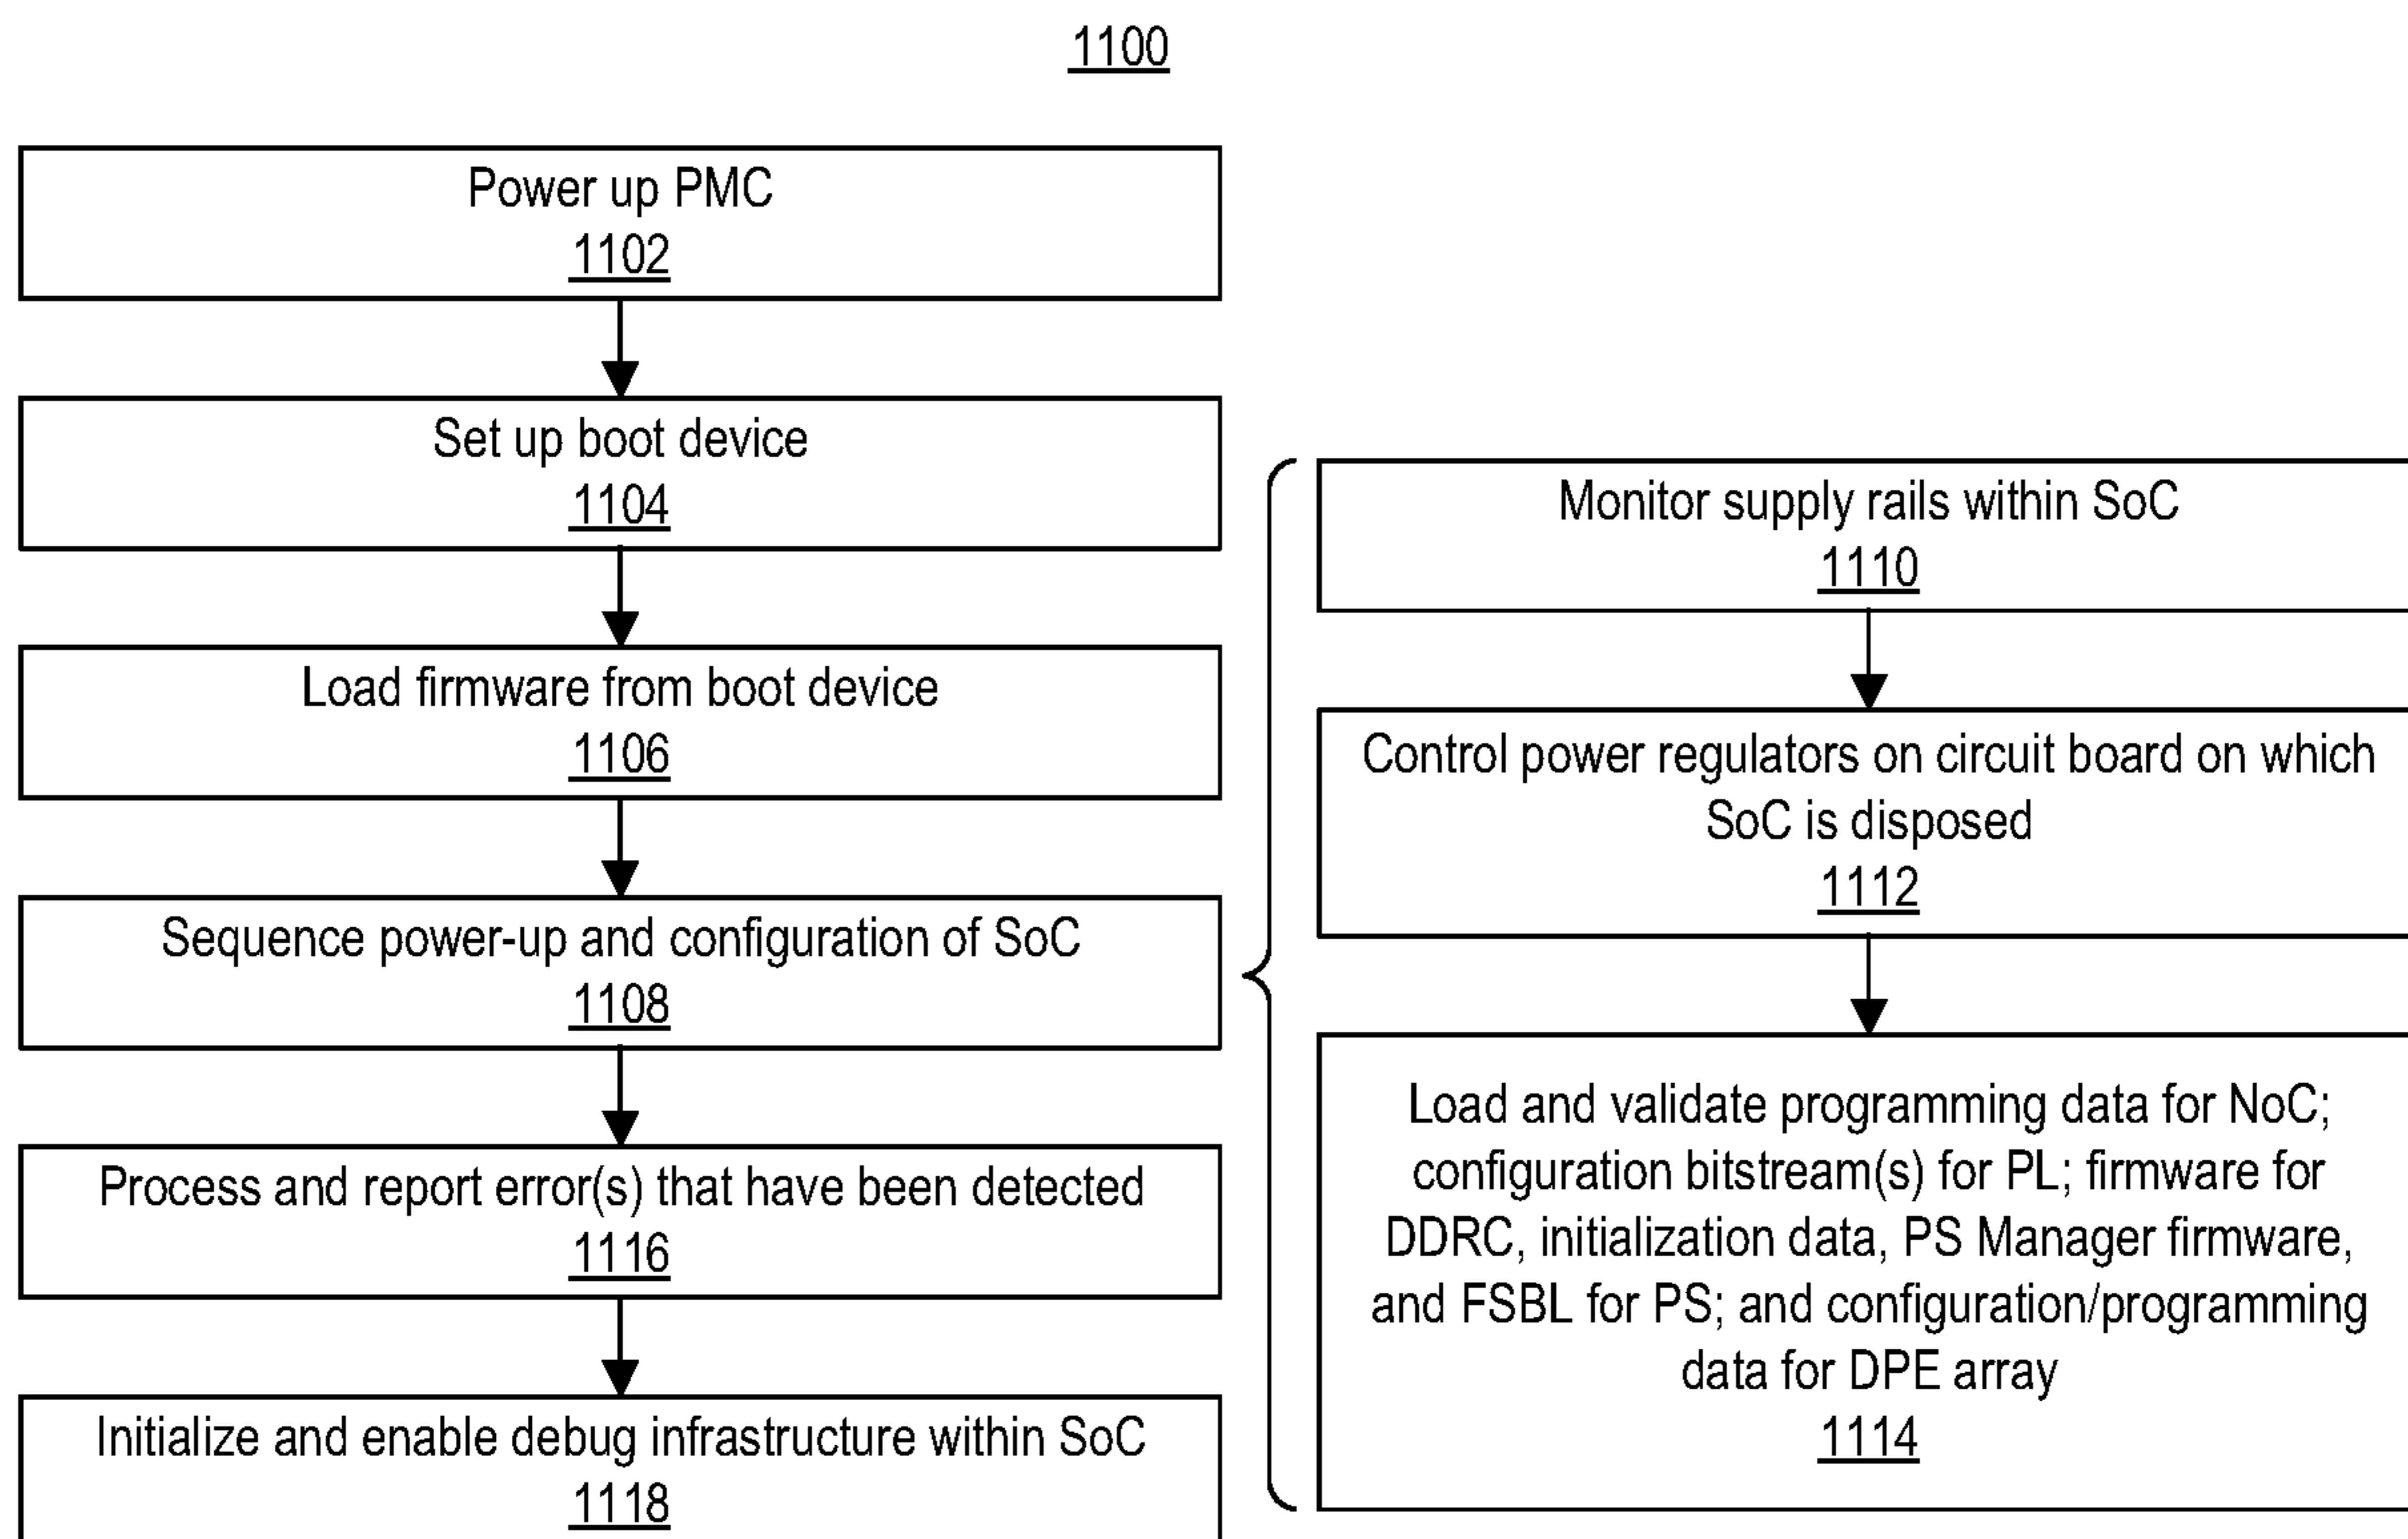 1100
Power up PMC
1102
Set up boot device
1104
Load firmware from boot device
1106
Sequence power-up and configuration of SoC
1108
Process and report error(s) that have been detected
1116
Initialize and enable debug infrastructure within SoC
1118
Monitor supply rails within SoC
1110
Control power regulators on circuit board on which
SoC is disposed
1112
Load and validate programming data for NoC;
configuration bitstream(s) for PL; firmware for
DDRC, initialization data, PS Manager firmware,
and FSBL for PS; and configuration/programming
data for DPE array
1114